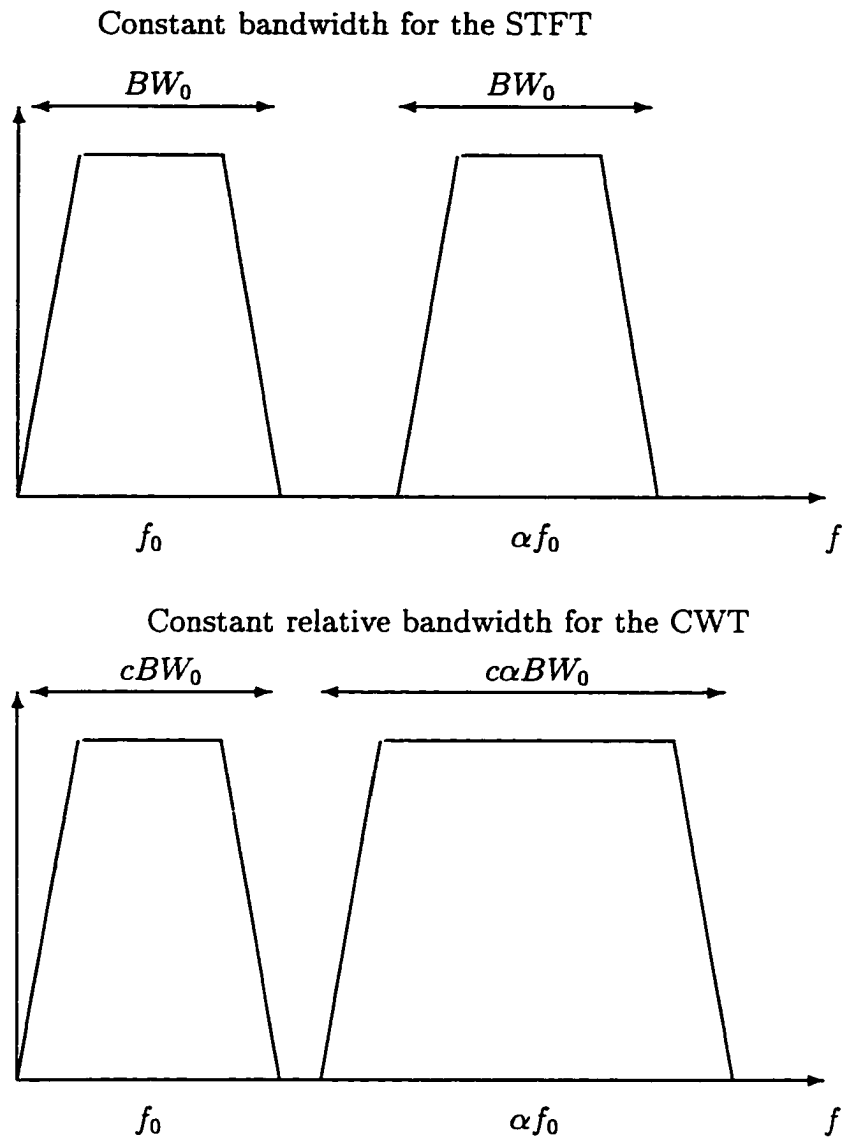 Constant bandwidth for the STFT
BW₀ BW₀
f₀ αf₀ f
Constant relative bandwidth for the CWT
cBW₀ cαBW₀
f₀ αf₀ f